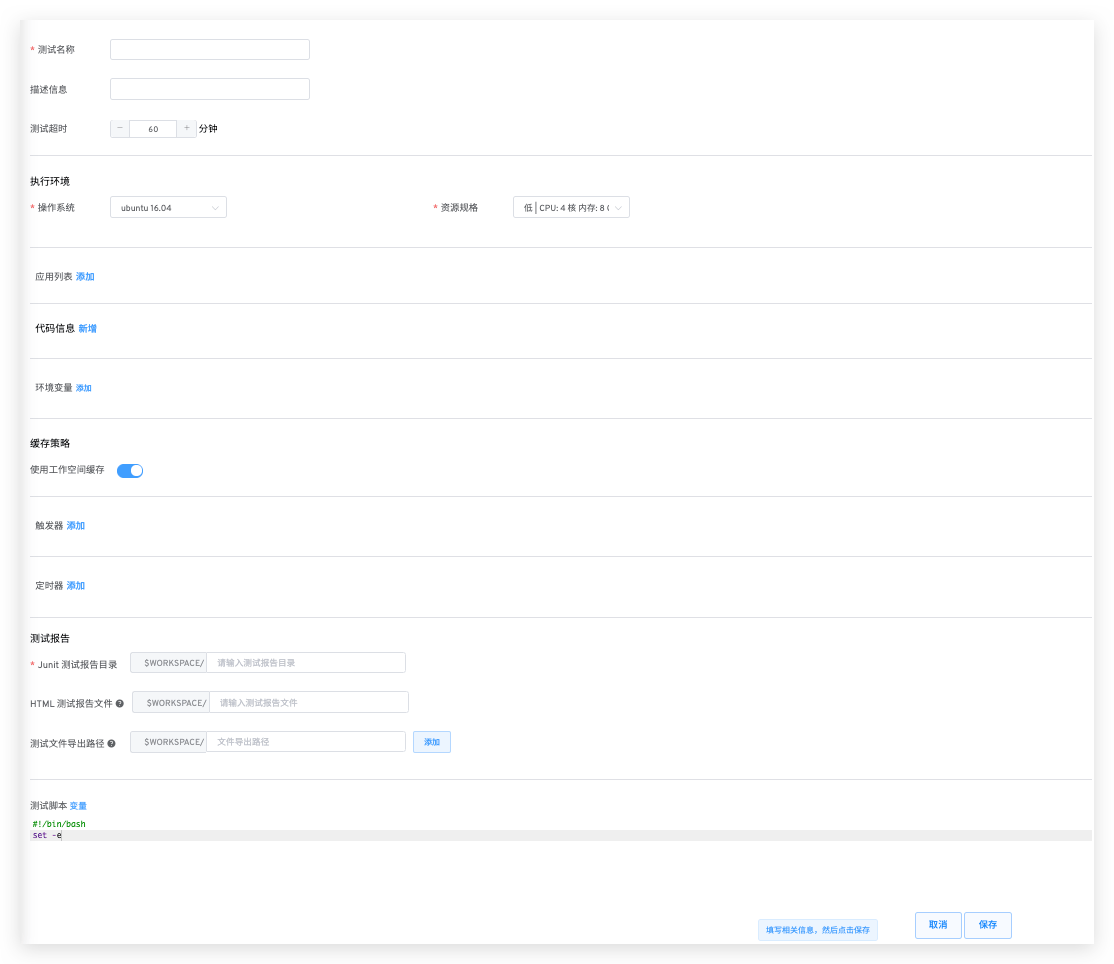 * 测试名称
描述信息
测试超时 − 60 + 分钟
执行环境
* 操作系统 ubuntu 16.04 * 资源规格 低 | CPU: 4 核 内存: 8
应用列表 添加
代码信息 新增
环境变量 添加
缓存策略
使用工作空间缓存
触发器 添加
定时器 添加
测试报告
* Junit 测试报告目录 $WORKSPACE/ 请输入测试报告目录
HTML 测试报告文件 ? $WORKSPACE/ 请输入测试报告文件
测试文件导出路径 ? $WORKSPACE/ 文件导出路径 添加
测试脚本 变量
#!/bin/bash
set -e
填写相关信息，然后点击保存 取消 保存